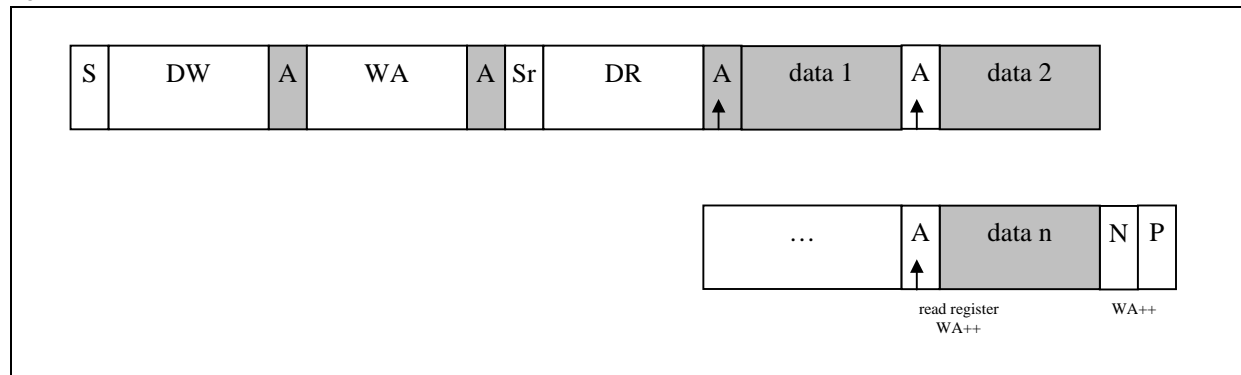 S DW A WA A Sr DR A data 1 A data 2
… A data n N P
read register WA++
WA++